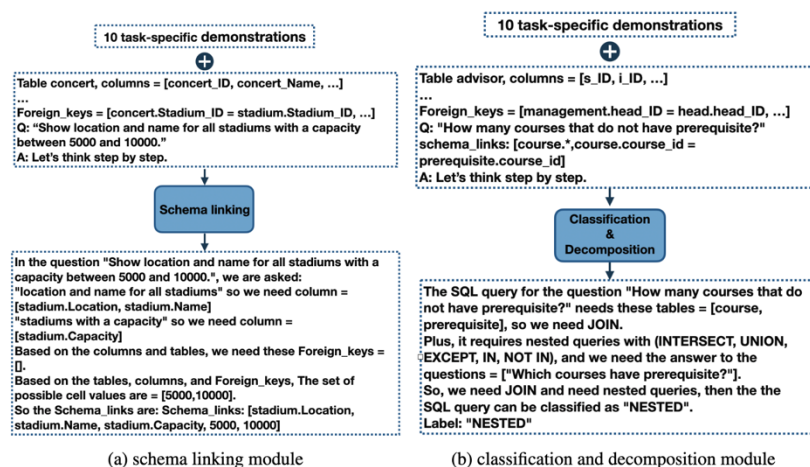 10 task-specific demonstrations
Table concert, columns = [concert_ID, concert_Name, ...]
...
Foreign_keys = [concert.Stadium_ID = stadium.Stadium_ID, ...]
Q: “Show location and name for all stadiums with a capacity
between 5000 and 10000.”
A: Let’s think step by step.
Schema linking
In the question "Show location and name for all stadiums with a
capacity between 5000 and 10000.", we are asked:
"location and name for all stadiums" so we need column =
[stadium.Location, stadium.Name]
"stadiums with a capacity" so we need column =
[stadium.Capacity]
Based on the columns and tables, we need these Foreign_keys =
[].
Based on the tables, columns, and Foreign_keys, The set of
possible cell values are = [5000,10000].
So the Schema_links are: Schema_links: [stadium.Location,
stadium.Name, stadium.Capacity, 5000, 10000]
(a) schema linking module
10 task-specific demonstrations
Table advisor, columns = [s_ID, i_ID, ...]
...
Foreign_keys = [management.head_ID = head.head_ID, ...]
Q: "How many courses that do not have prerequisite?"
schema_links: [course.*,course.course_id =
prerequisite.course_id]
A: Let’s think step by step.
Classification
&
Decomposition
The SQL query for the question "How many courses that do
not have prerequisite?" needs these tables = [course,
prerequisite], so we need JOIN.
Plus, it requires nested queries with (INTERSECT, UNION,
EXCEPT, IN, NOT IN), and we need the answer to the
questions = ["Which courses have prerequisite?"].
So, we need JOIN and need nested queries, then the the
SQL query can be classified as "NESTED".
Label: "NESTED"
(b) classification and decomposition module